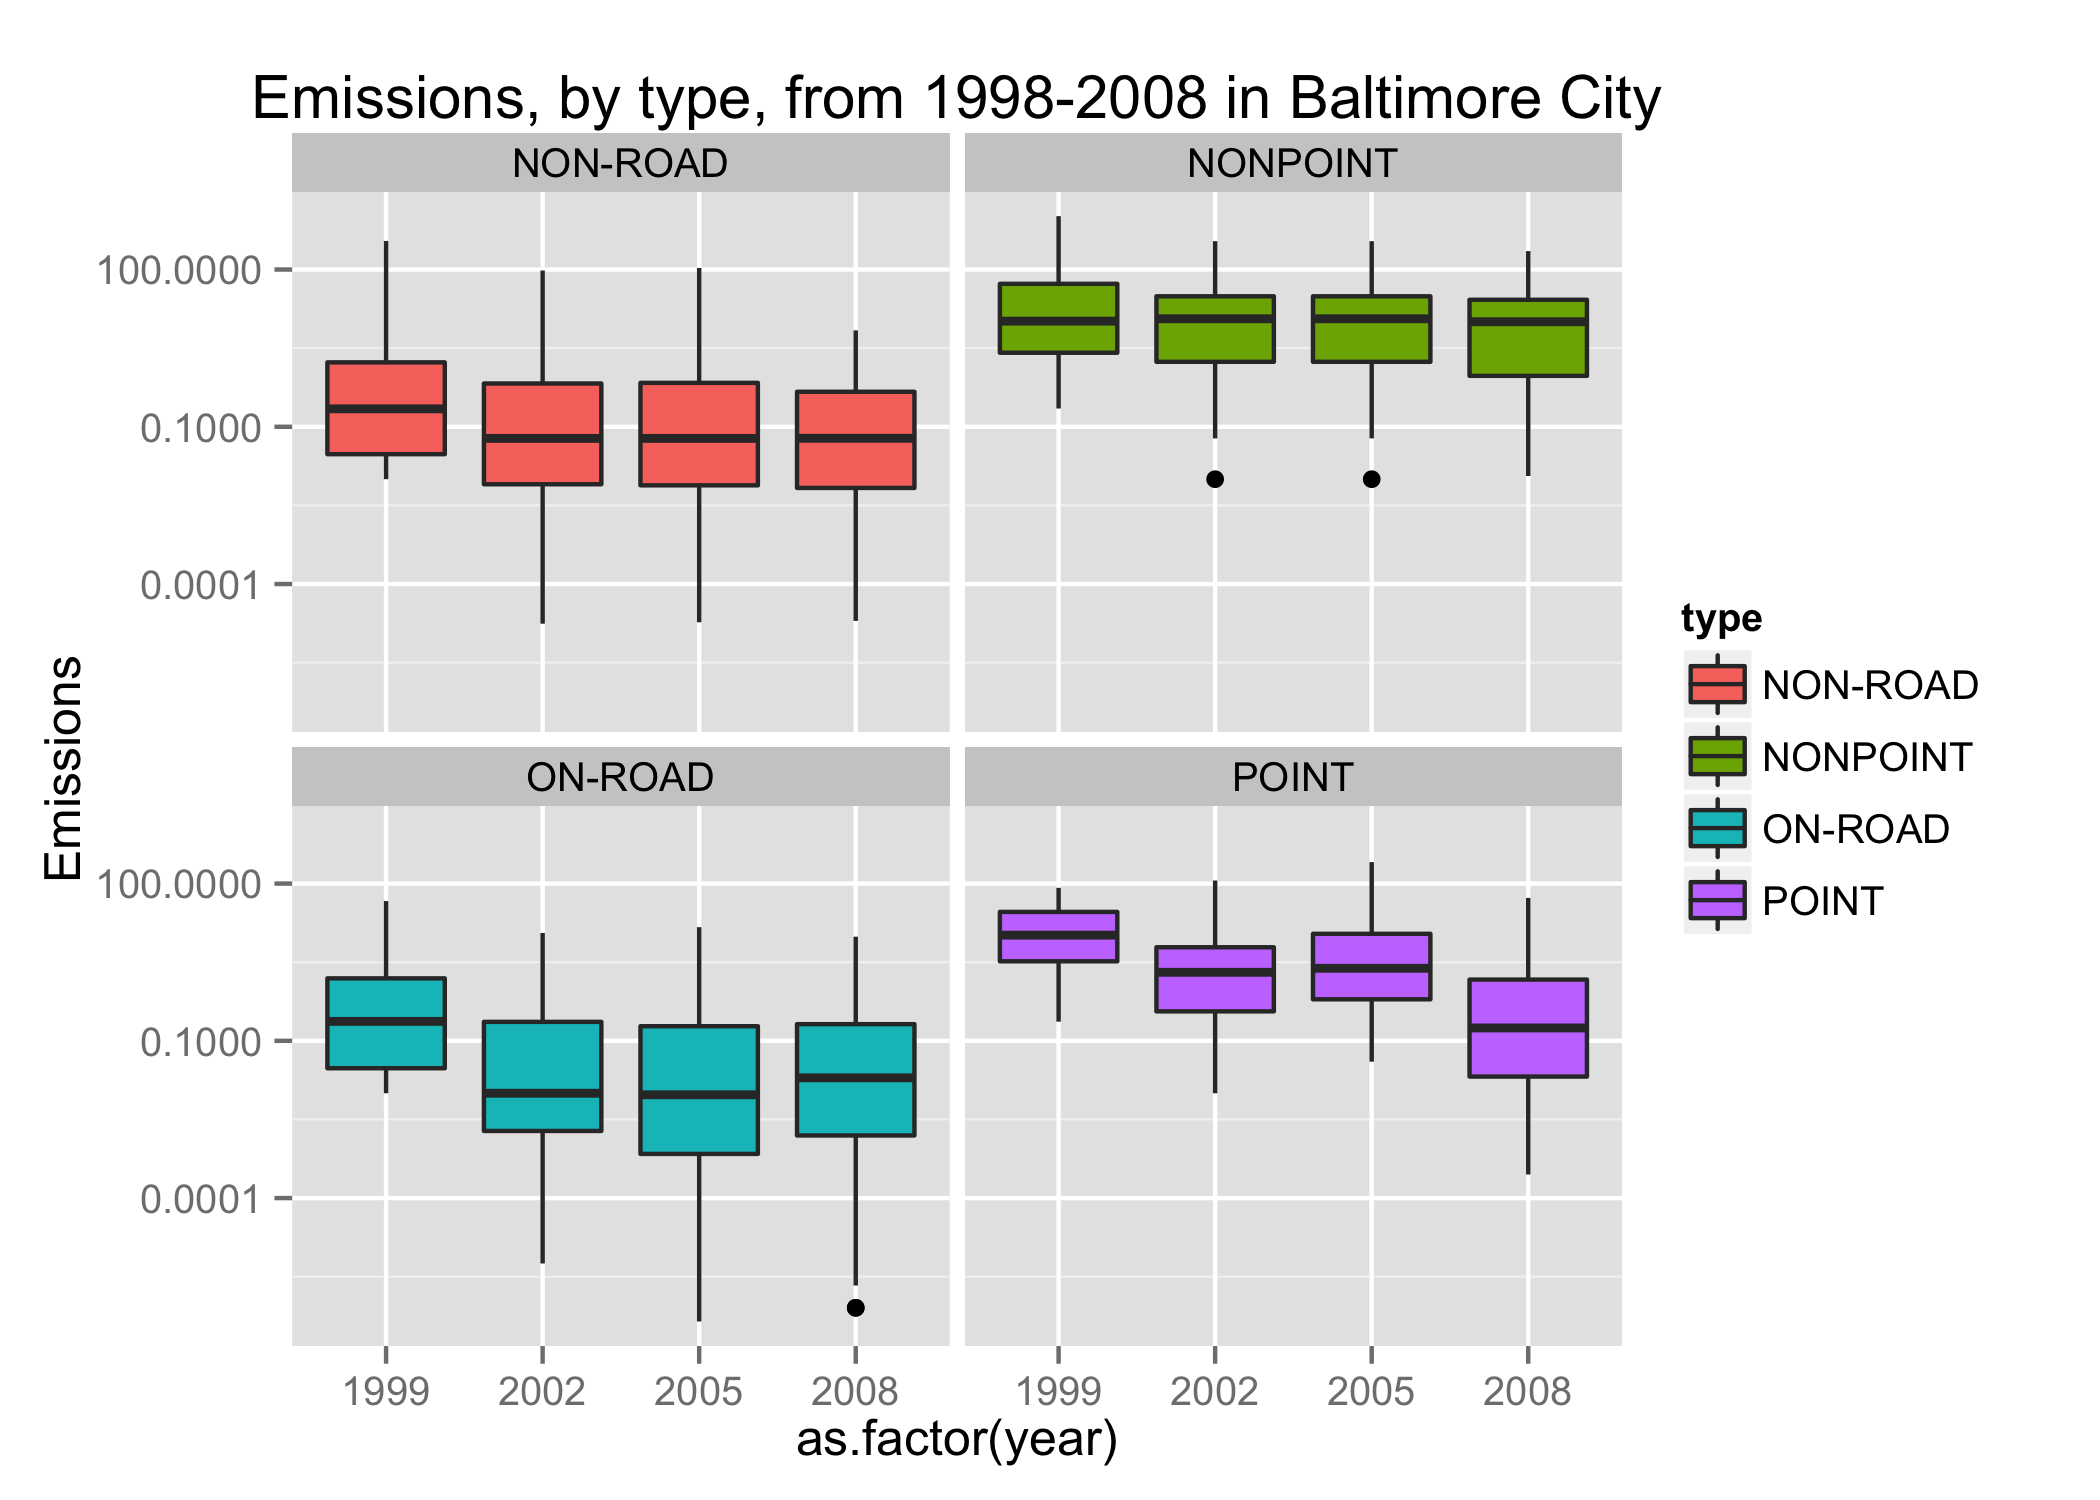 Emissions, by type, from 1998-2008 in Baltimore City
NON-ROAD
NONPOINT
100.0000
0.1000
0.0001
ON-ROAD
POINT
100.0000
0.1000
0.0001
1999
2002
2005
2008
1999
2002
2005
2008
as.factor(year)
Emissions
type
NON-ROAD
NONPOINT
ON-ROAD
POINT